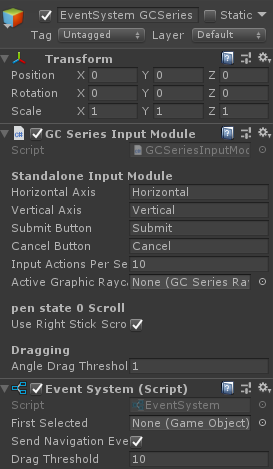 EventSystem GCSeries Static
Tag Untagged Layer Default
Transform
Position X 0 Y 0 Z 0
Rotation X 0 Y 0 Z 0
Scale X 1 Y 1 Z 1
GC Series Input Module
Script GCSeriesInputMod
Standalone Input Module
Horizontal Axis Horizontal
Vertical Axis Vertical
Submit Button Submit
Cancel Button Cancel
Input Actions Per Se 10
Active Graphic Rayca None (GC Series Ra
pen state 0 Scroll
Use Right Stick Scro
Dragging
Angle Drag Threshol 1
Event System (Script)
Script EventSystem
First Selected None (Game Object)
Send Navigation Eve
Drag Threshold 10